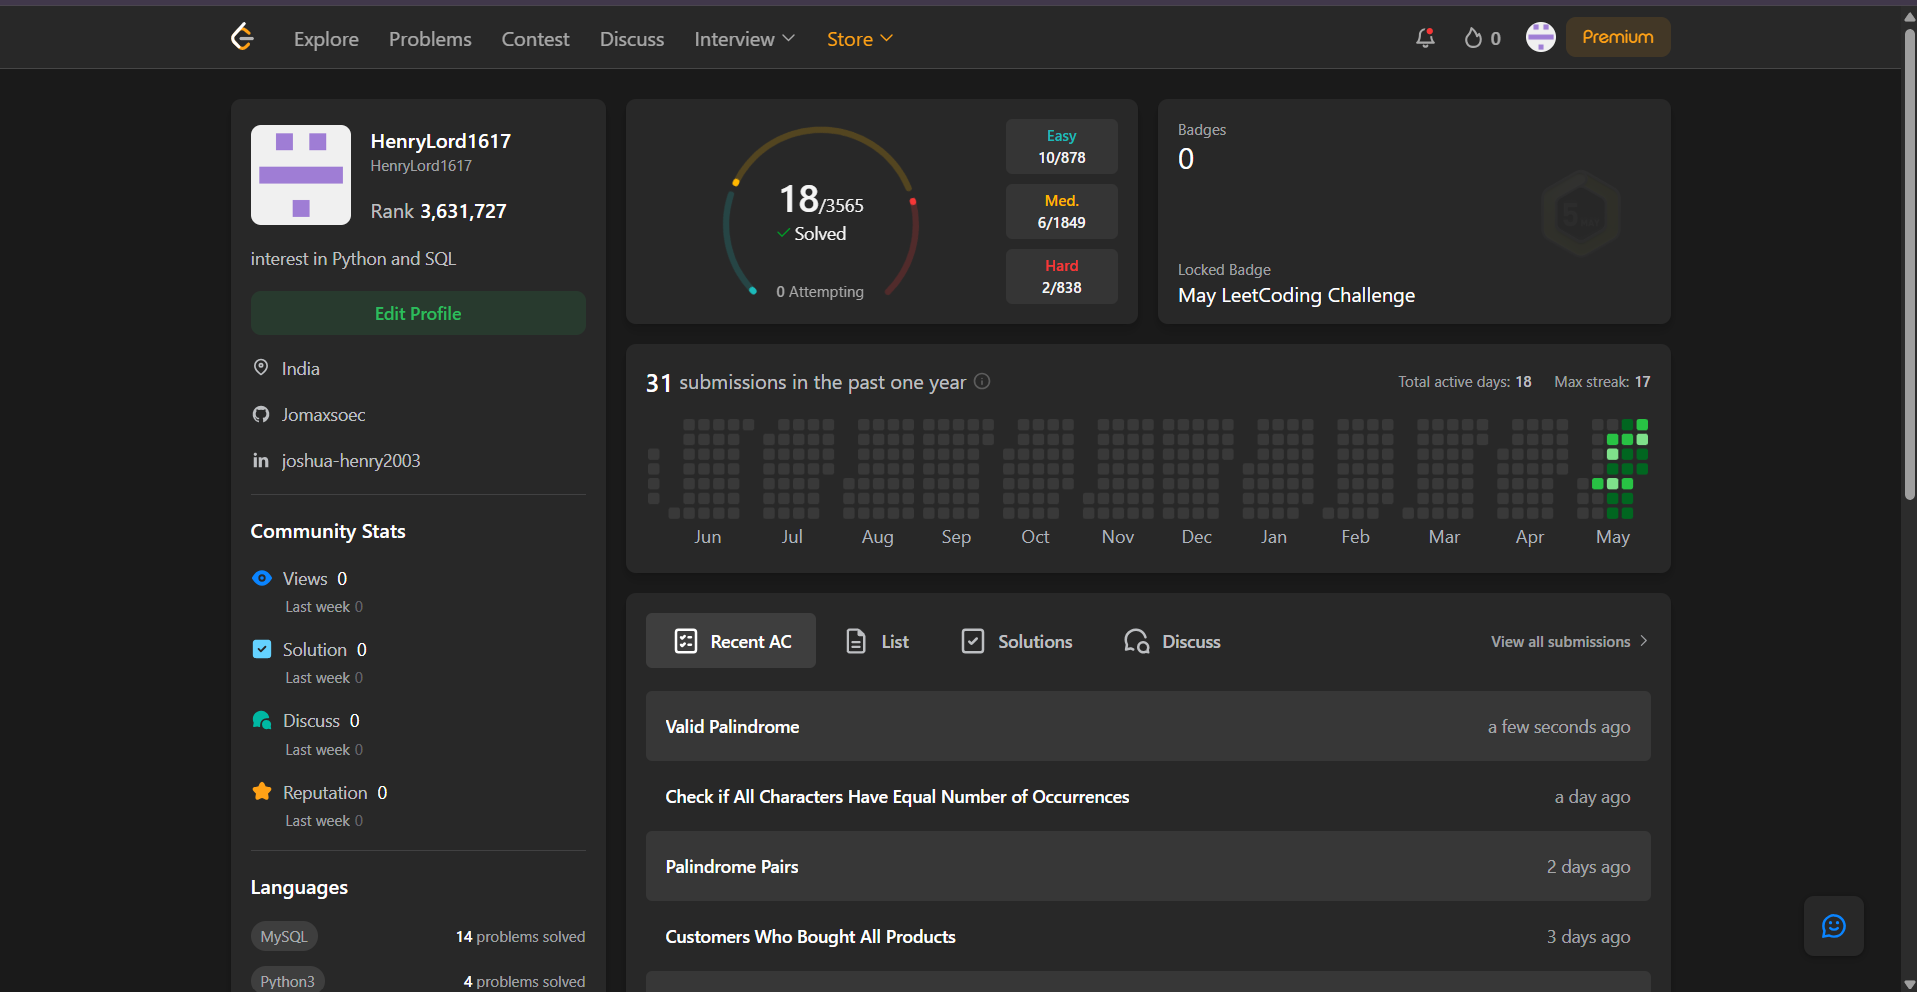 Explore Problems Contest Discuss Interview Store 0 Premium
HenryLord1617
HenryLord1617
Rank 3,631,727
interest in Python and SQL
Edit Profile
India
Jomaxsoec
joshua-henry2003
Community Stats
Views 0
Last week 0
Solution 0
Last week 0
Discuss 0
Last week 0
Reputation 0
Last week 0
Languages
MySQL 14 problems solved
Python3 4 problems solved
18/3565
Solved
0 Attempting
Easy
10/878
Med.
6/1849
Hard
2/838
Badges
0
Locked Badge
May LeetCoding Challenge
31 submissions in the past one year Total active days: 18 Max streak: 17
Jun Jul Aug Sep Oct Nov Dec Jan Feb Mar Apr May
Recent AC List Solutions Discuss View all submissions
Valid Palindrome a few seconds ago
Check if All Characters Have Equal Number of Occurrences a day ago
Palindrome Pairs 2 days ago
Customers Who Bought All Products 3 days ago